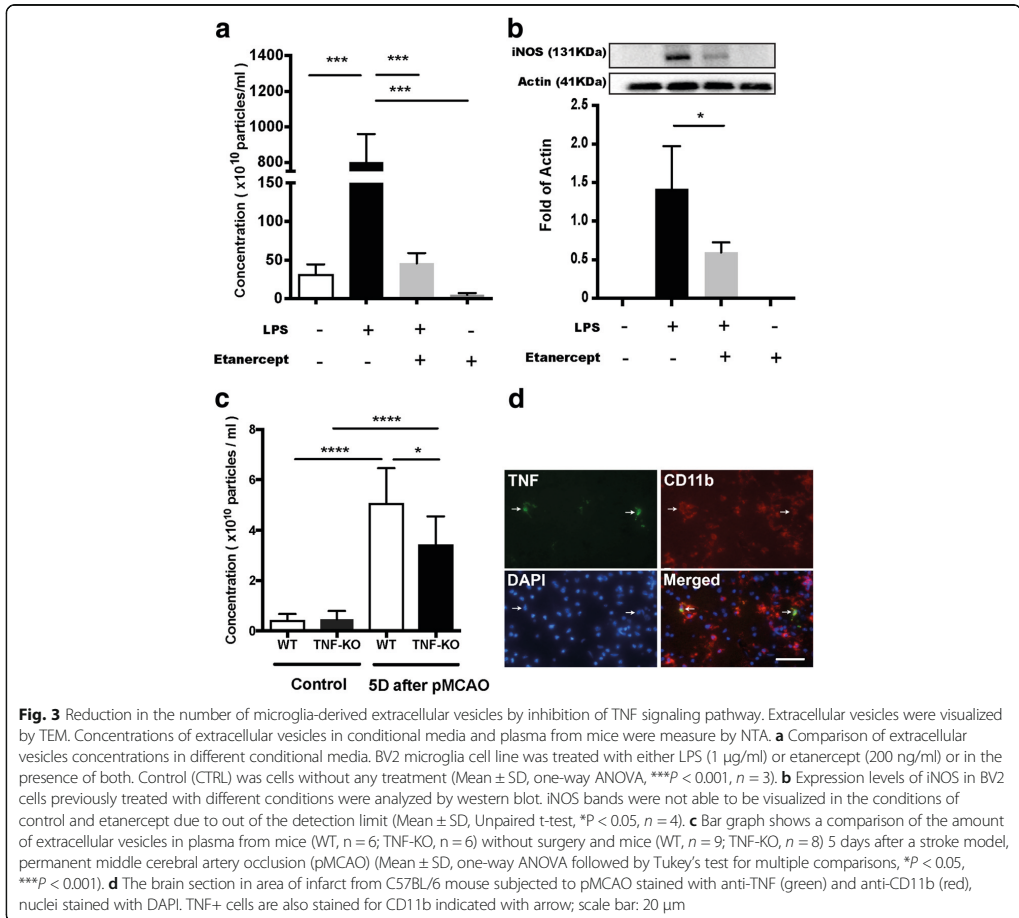 a
***
***
***
1400
1200
1000
800
150
100
50
0
Concentration ( x10^10 particles/ml)
LPS - + + -
Etanercept - - + +
b
iNOS (131KDa)
Actin (41KDa)
2.5
2.0
1.5
1.0
0.5
0.0
Fold of Actin
*
LPS - + + -
Etanercept - - + +
c
8
6
4
2
0
Concentration ( x10^10 particles / ml )
****
****
*
WT TNF-KO WT TNF-KO
Control 5D after pMCAO
d
TNF CD11b
DAPI Merged
Fig. 3 Reduction in the number of microglia-derived extracellular vesicles by inhibition of TNF signaling pathway. Extracellular vesicles were visualized
by TEM. Concentrations of extracellular vesicles in conditional media and plasma from mice were measure by NTA. a Comparison of extracellular
vesicles concentrations in different conditional media. BV2 microglia cell line was treated with either LPS (1 μg/ml) or etanercept (200 ng/ml) or in the
presence of both. Control (CTRL) was cells without any treatment (Mean ± SD, one-way ANOVA, ***P < 0.001, n = 3). b Expression levels of iNOS in BV2
cells previously treated with different conditions were analyzed by western blot. iNOS bands were not able to be visualized in the conditions of
control and etanercept due to out of the detection limit (Mean ± SD, Unpaired t-test, *P < 0.05, n = 4). c Bar graph shows a comparison of the amount
of extracellular vesicles in plasma from mice (WT, n = 6; TNF-KO, n = 6) without surgery and mice (WT, n = 9; TNF-KO, n = 8) 5 days after a stroke model,
permanent middle cerebral artery occlusion (pMCAO) (Mean ± SD, one-way ANOVA followed by Tukey's test for multiple comparisons, *P < 0.05,
***P < 0.001). d The brain section in area of infarct from C57BL/6 mouse subjected to pMCAO stained with anti-TNF (green) and anti-CD11b (red),
nuclei stained with DAPI. TNF+ cells are also stained for CD11b indicated with arrow; scale bar: 20 μm